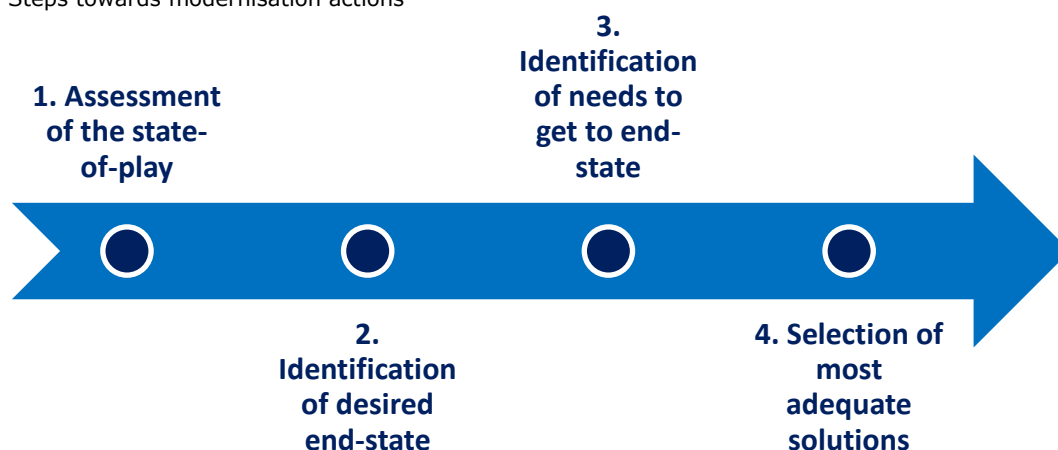 Steps towards modernisation actions
1. Assessment
of the state-
of-play
2.
Identification
of desired
end-state
3.
Identification
of needs to
get to end-
state
4. Selection of
most
adequate
solutions